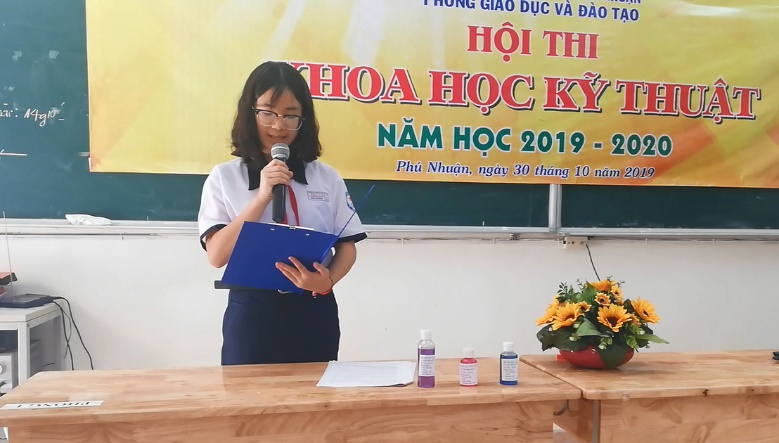 PHÒNG GIÁO DỤC VÀ ĐÀO TẠO
HỘI THI
KHOA HỌC KỸ THUẬT
NĂM HỌC 2019 - 2020
Phú Nhuận, ngày 30 tháng 10 năm 2019